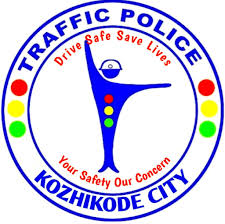 TRAFFIC POLICE
Drive Safe Save Lives
Your Safety Our Concern
KOZHIKODE CITY